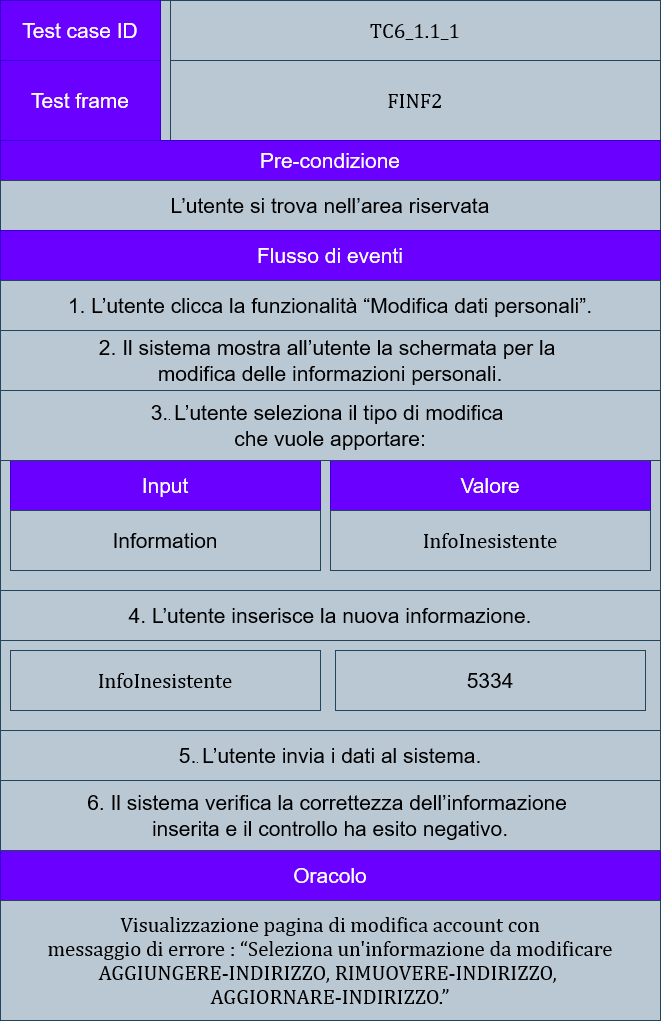 Test case ID
TC6_1.1_1
Test frame
FINF2
Pre-condizione
L’utente si trova nell’area riservata
Flusso di eventi
1. L’utente clicca la funzionalità “Modifica dati personali”.
2. Il sistema mostra all’utente la schermata per la
modifica delle informazioni personali.
3.. L’utente seleziona il tipo di modifica
che vuole apportare:
Input
Valore
Information
InfoInesistente
4. L’utente inserisce la nuova informazione.
InfoInesistente
5334
5.. L’utente invia i dati al sistema.
6. Il sistema verifica la correttezza dell’informazione
inserita e il controllo ha esito negativo.
Oracolo
Visualizzazione pagina di modifica account con
messaggio di errore : “Seleziona un'informazione da modificare
AGGIUNGERE-INDIRIZZO, RIMUOVERE-INDIRIZZO,
AGGIORNARE-INDIRIZZO.”